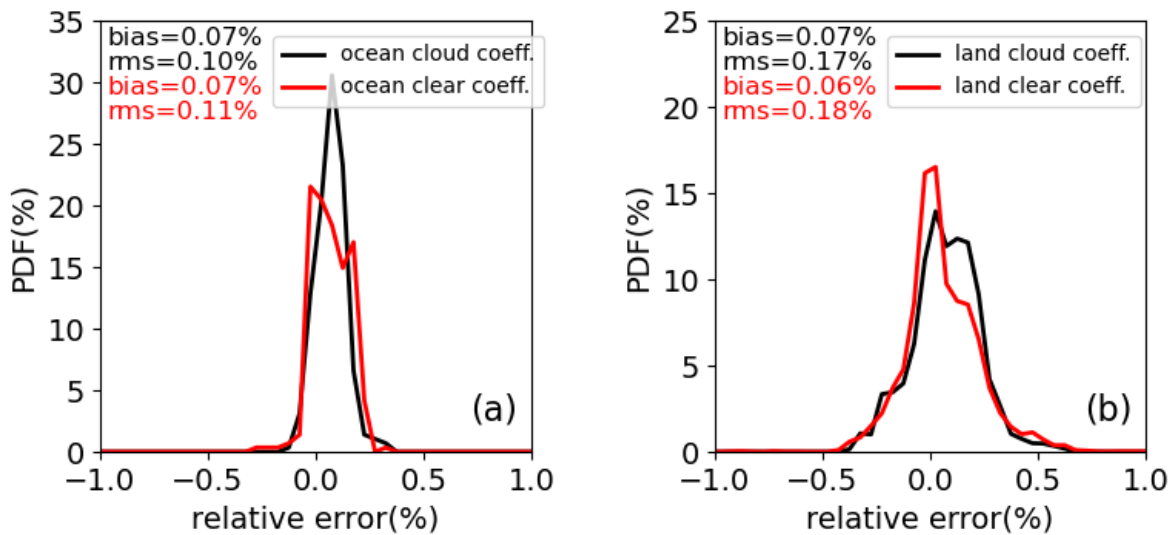 35
30
25
20
15
10
5
0
PDF(%)
bias=0.07%
rms=0.10%
bias=0.07%
rms=0.11%
ocean cloud coeff.
ocean clear coeff.
(a)
−1.0 −0.5 0.0 0.5 1.0
relative error(%)
25
20
15
10
5
0
PDF(%)
bias=0.07%
rms=0.17%
bias=0.06%
rms=0.18%
land cloud coeff.
land clear coeff.
(b)
−1.0 −0.5 0.0 0.5 1.0
relative error(%)